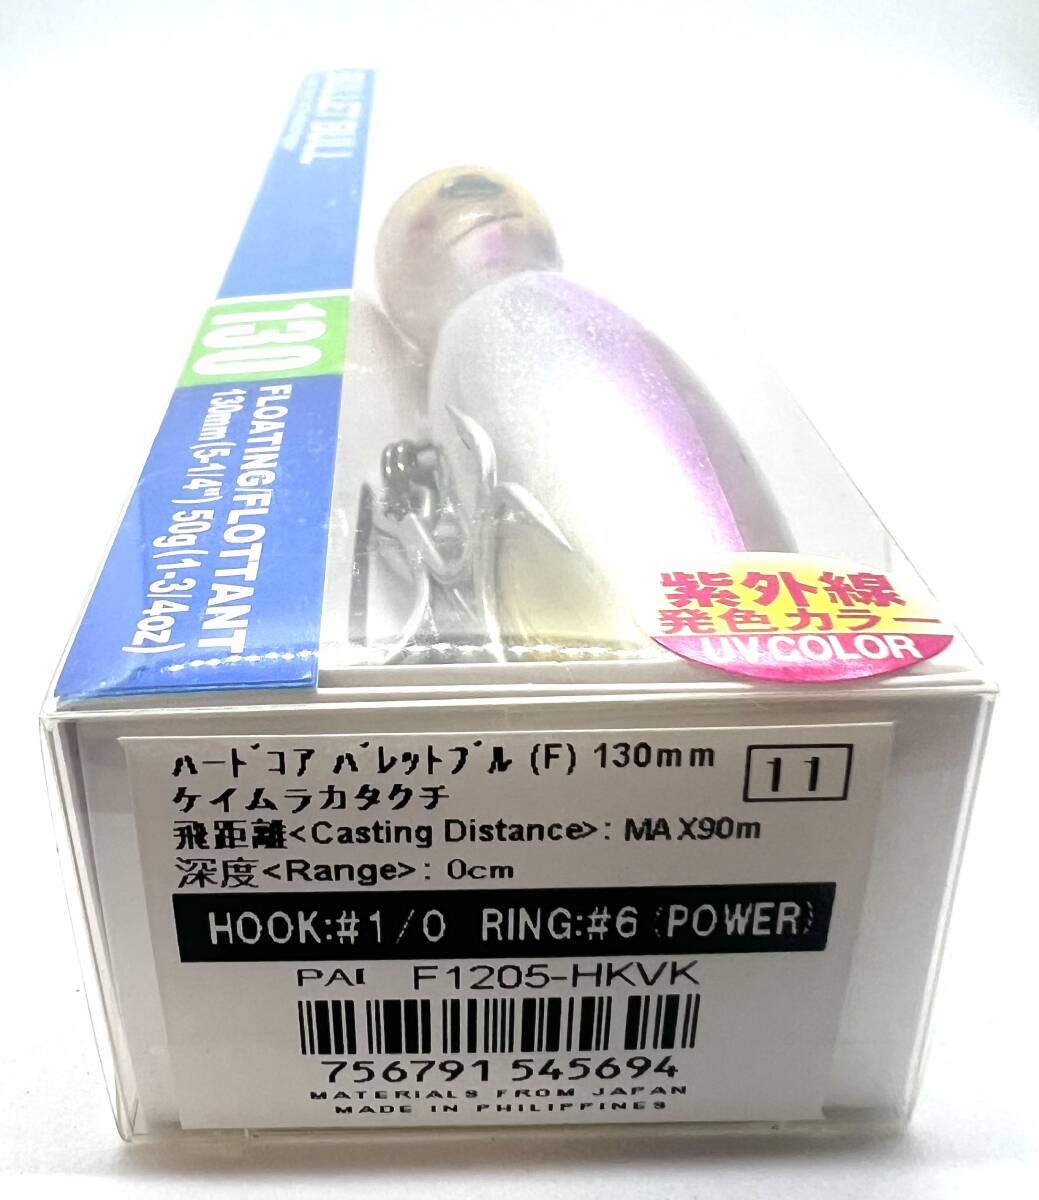 BULLET BULL
130
FLOATING/FLOTTANT
130mm(5-1/4") 50g(1-3/4oz)
紫外線
発色カラー
UV COLOR
ハードコア バレットブル (F) 130mm
11
ケイムラカタクチ
飛距離<Casting Distance>: MAX90m
深度<Range>: 0cm
HOOK:#1/0 RING:#6 (POWER)
PAI F1205-HKVK
756791 545694
MATERIALS FROM JAPAN
MADE IN PHILIPPINES